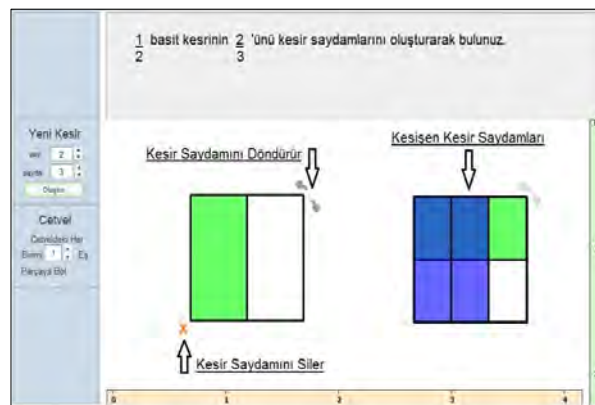 1 basit kesrinin 2 'ünü kesir saydamlarını oluşturarak bulunuz.
2 3
Yeni Kesir
2
payda 3
Oluştur
Cetvel
Cetveldeki Her
Birimi 1 Eş
Parçaya Böl
Kesir Saydamını Döndürür
Kesişen Kesir Saydamları
X
Kesir Saydamını Siler
0 1 2 3 4